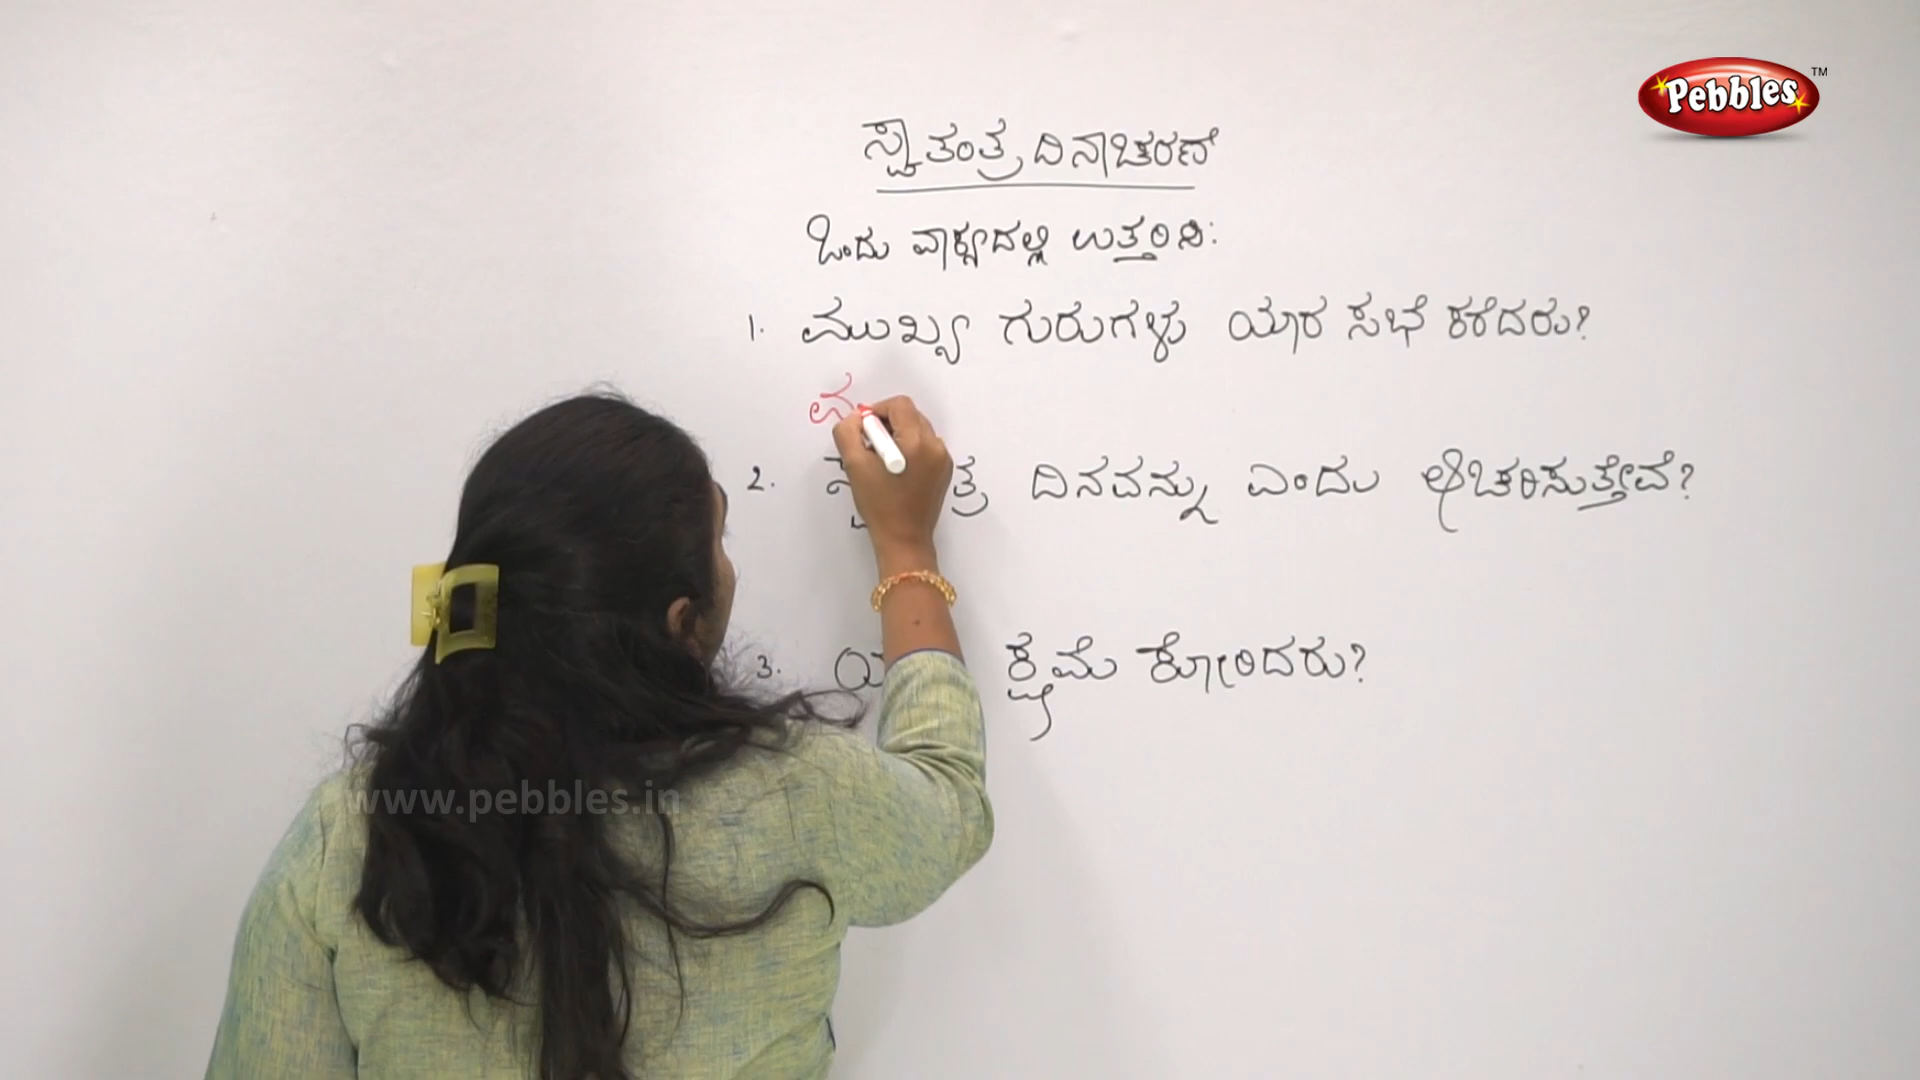 Pebbles TM
ಸ್ವಾತಂತ್ರ ದಿನಾಚರಣೆ
ಒಂದು ವಾಕ್ಯದಲ್ಲಿ ಉತ್ತರಿಸಿ:
1. ಮುಖ್ಯ ಗುರುಗಳು ಯಾರ ಸಭೆ ಕರೆದರು?
2. ದಿನವನ್ನು ಎಂದು ಆಚರಿಸುತ್ತೇವೆ?
3. ಕ್ಷಮೆ ಕೋರಿದರು?
www.pebbles.in